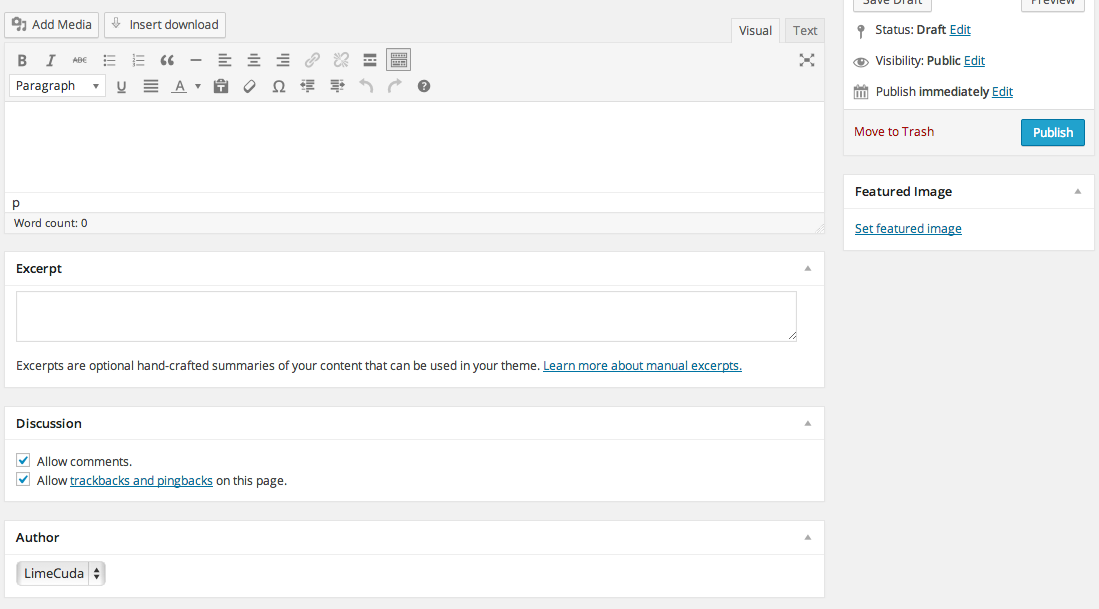 Add Media Insert download
Visual Text
B I ABC
Paragraph U A Ω ?
p
Word count: 0
Excerpt
Excerpts are optional hand-crafted summaries of your content that can be used in your theme. Learn more about manual excerpts.
Discussion
Allow comments.
Allow trackbacks and pingbacks on this page.
Author
LimeCuda
Save Draft Preview
Status: Draft Edit
Visibility: Public Edit
Publish immediately Edit
Move to Trash Publish
Featured Image
Set featured image